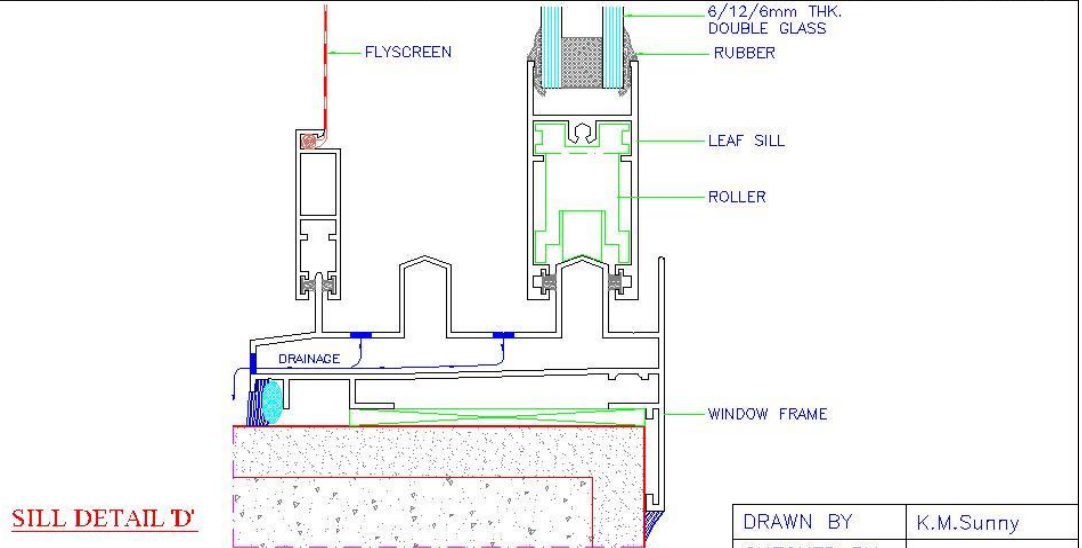 6/12/6mm THK.
DOUBLE GLASS
FLYSCREEN
RUBBER
LEAF SILL
ROLLER
DRAINAGE
WINDOW FRAME
SILL DETAIL 'D'
DRAWN BY
K.M.Sunny